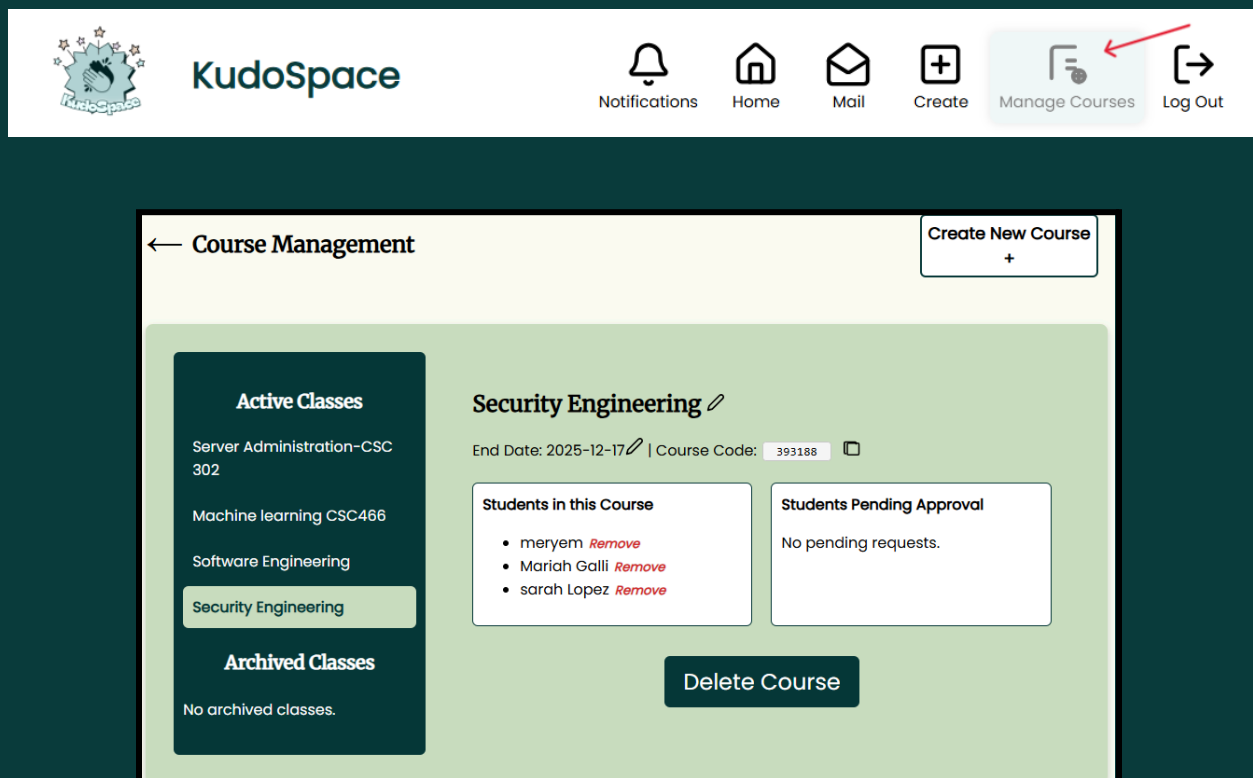 KudoSpace
KudoSpace
Notifications
Home
Mail
Create
Manage Courses
Log Out
← Course Management
Create New Course
+
Active Classes
Server Administration-CSC
302
Machine learning CSC466
Software Engineering
Security Engineering
Archived Classes
No archived classes.
Security Engineering
End Date: 2025-12-17 | Course Code: 393188
Students in this Course
• meryem Remove
• Mariah Galli Remove
• sarah Lopez Remove
Students Pending Approval
No pending requests.
Delete Course